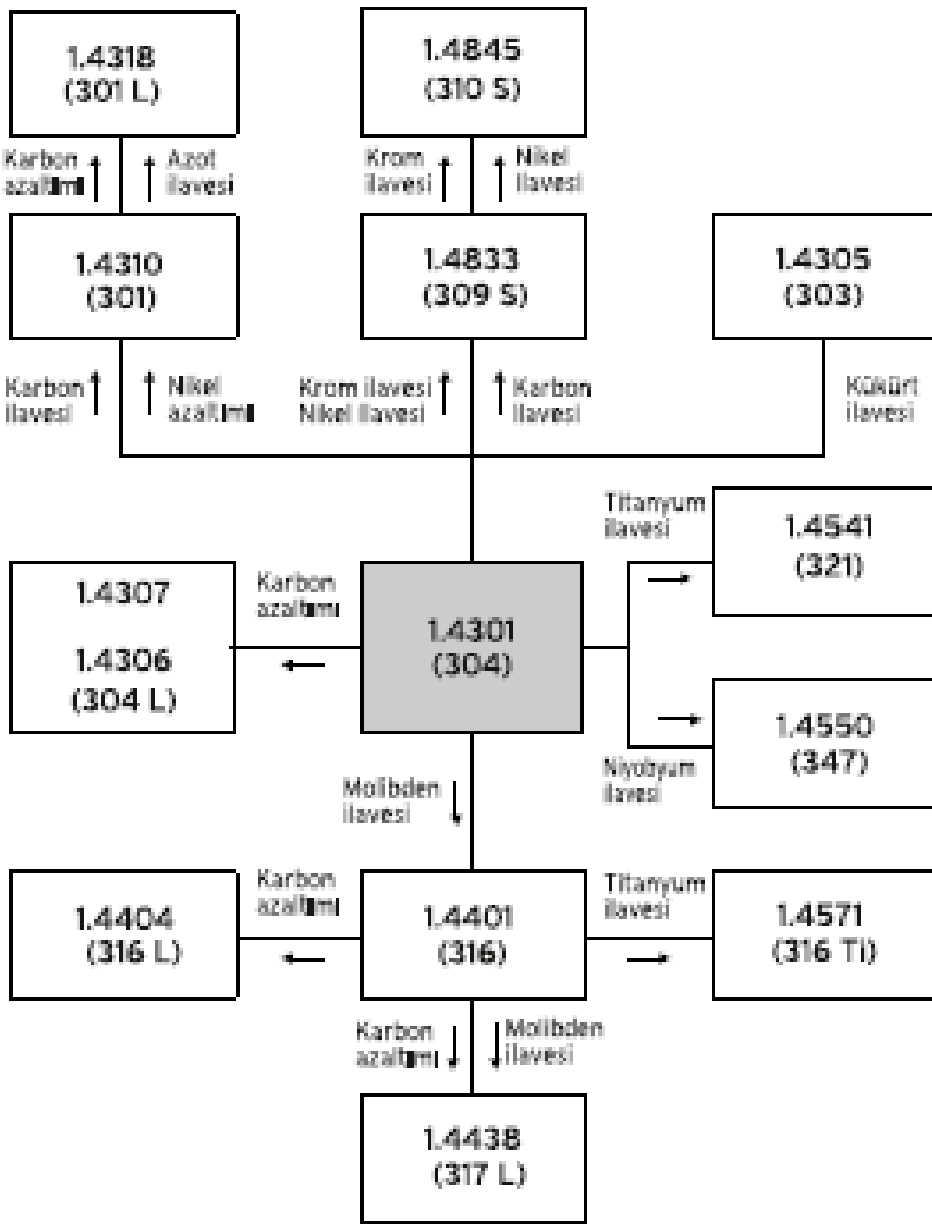 1.4318
(301 L)
1.4845
(310 S)
Karbon
azaltımı
Azot
ilavesi
Krom
ilavesi
Nikel
ilavesi
1.4310
(301)
1.4833
(309 S)
1.4305
(303)
Karbon
ilavesi
Nikel
azaltımı
Krom ilavesi
Nikel ilavesi
Karbon
ilavesi
Kükürt
ilavesi
Titanyum
ilavesi
1.4541
(321)
1.4307
1.4306
(304 L)
Karbon
azaltımı
1.4301
(304)
1.4550
(347)
Niyobyum
ilavesi
Molibden
ilavesi
1.4404
(316 L)
Karbon
azaltımı
1.4401
(316)
Titanyum
ilavesi
1.4571
(316 Ti)
Karbon
azaltımı
Molibden
ilavesi
1.4438
(317 L)